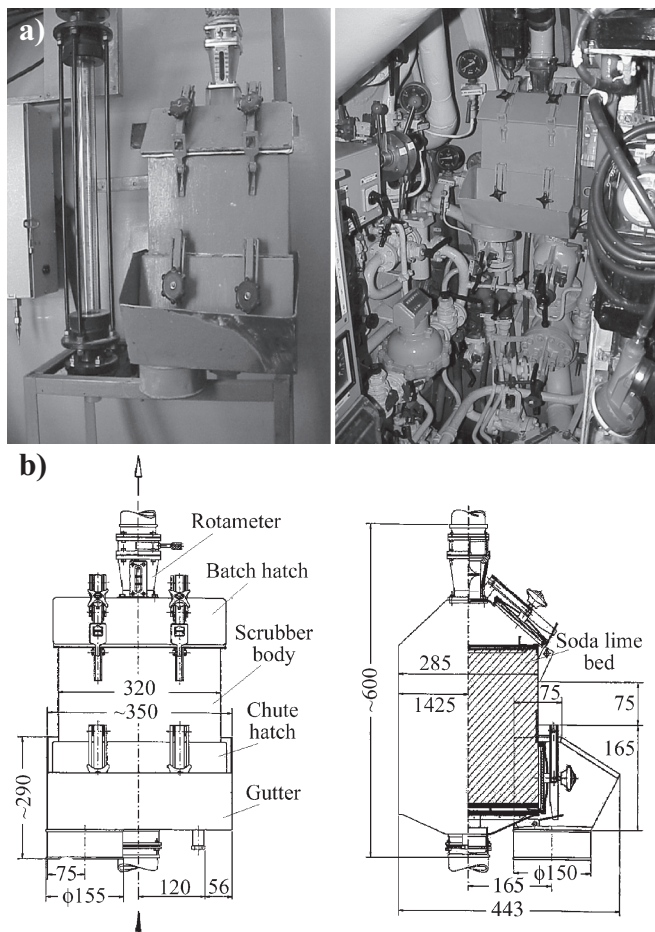 a)
b)
Rotameter
Batch hatch
Scrubber
body
320
~350
Chute
hatch
~290
Gutter
75
ϕ155
120
56
~600
Soda lime
bed
285
75
75
1425
165
ϕ150
165
443